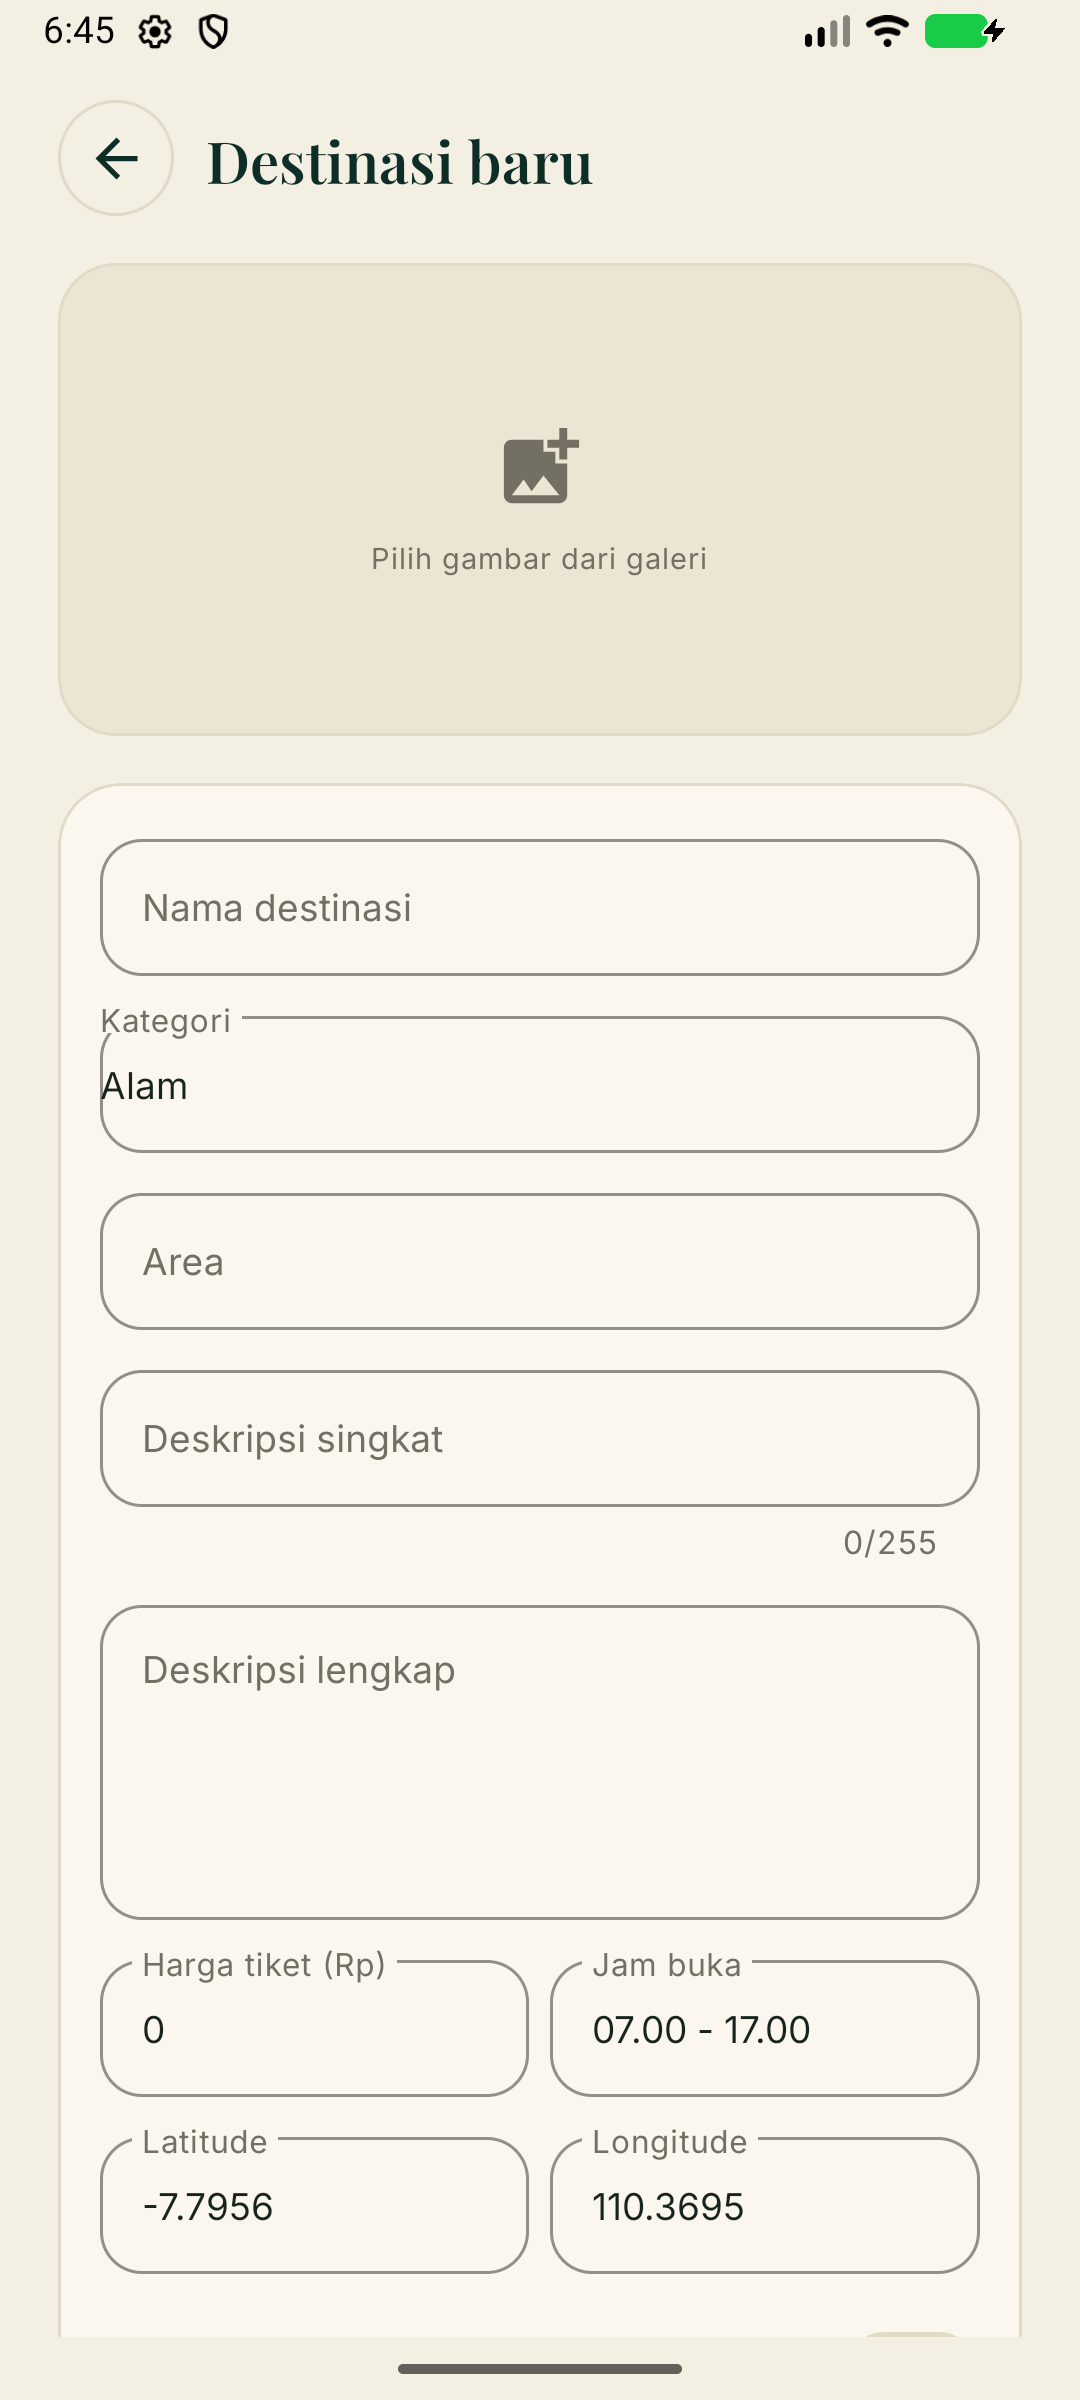 6:45
Destinasi baru
Pilih gambar dari galeri
Nama destinasi
Kategori
Alam
Area
Deskripsi singkat
0/255
Deskripsi lengkap
Harga tiket (Rp)
0
Jam buka
07.00 - 17.00
Latitude
-7.7956
Longitude
110.3695